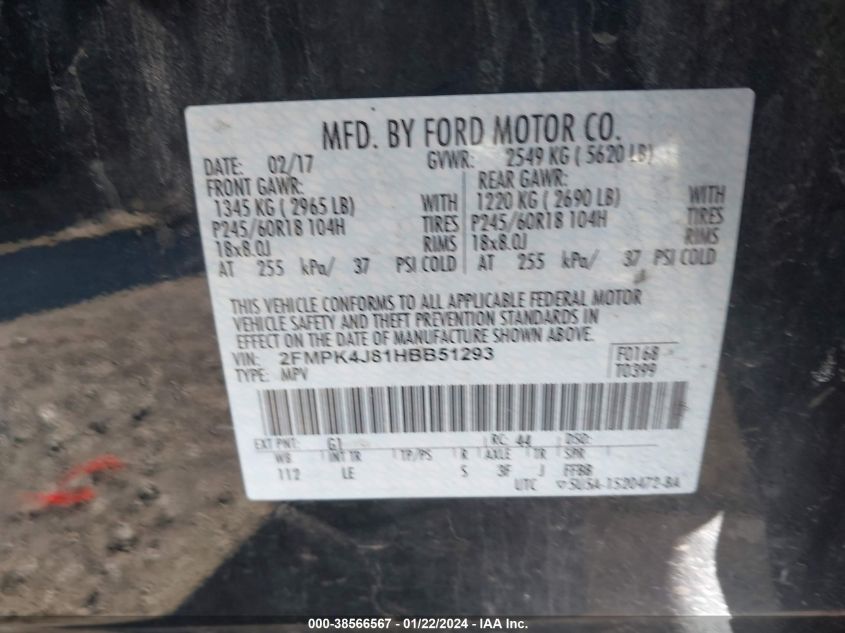 MFD. BY FORD MOTOR CO.
DATE: 02/17 GVWR: 2549 KG ( 5620 LB)
FRONT GAWR: REAR GAWR:
1345 KG ( 2965 LB) WITH 1220 KG ( 2690 LB) WITH
P245/60R18 104H TIRES P245/60R18 104H TIRES
18x8.0J RIMS 18x8.0J RIMS
AT 255 kPa/ 37 PSI COLD AT 255 kPa/ 37 PSI COLD
THIS VEHICLE CONFORMS TO ALL APPLICABLE FEDERAL MOTOR
VEHICLE SAFETY AND THEFT PREVENTION STANDARDS IN
EFFECT ON THE DATE OF MANUFACTURE SHOWN ABOVE.
VIN: 2FMPK4J81HBB51293 F0168
TYPE: MPV T0399
EXT PNT: G1 RC: 44 DSO:
WB INT TR TP/PS R AXLE TR SPR
112 LE S 3F J FFBB
UTC 5U5A-1520472-BA
000-38566567 - 01/22/2024 - IAA Inc.